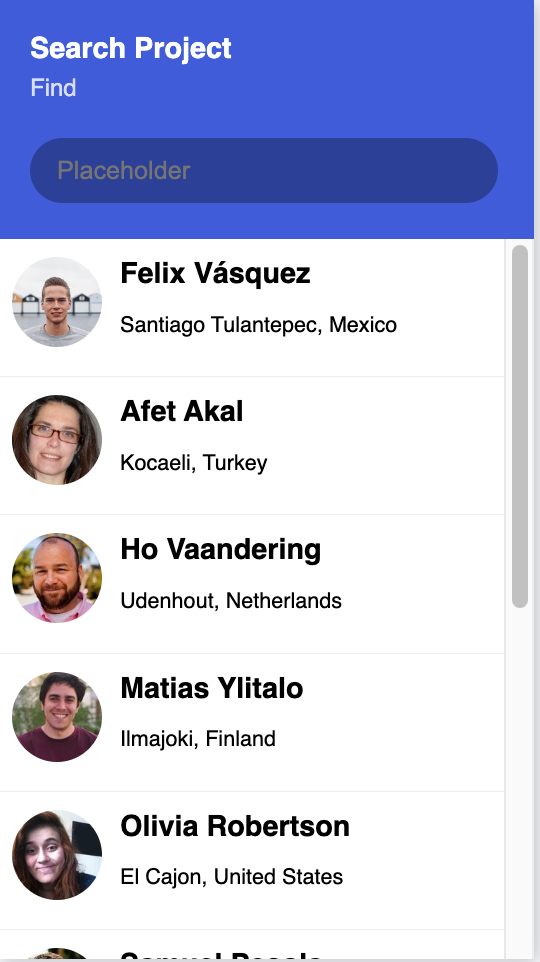 Search Project
Find
Placeholder
Felix Vásquez
Santiago Tulantepec, Mexico
Afet Akal
Kocaeli, Turkey
Ho Vaandering
Udenhout, Netherlands
Matias Ylitalo
Ilmajoki, Finland
Olivia Robertson
El Cajon, United States